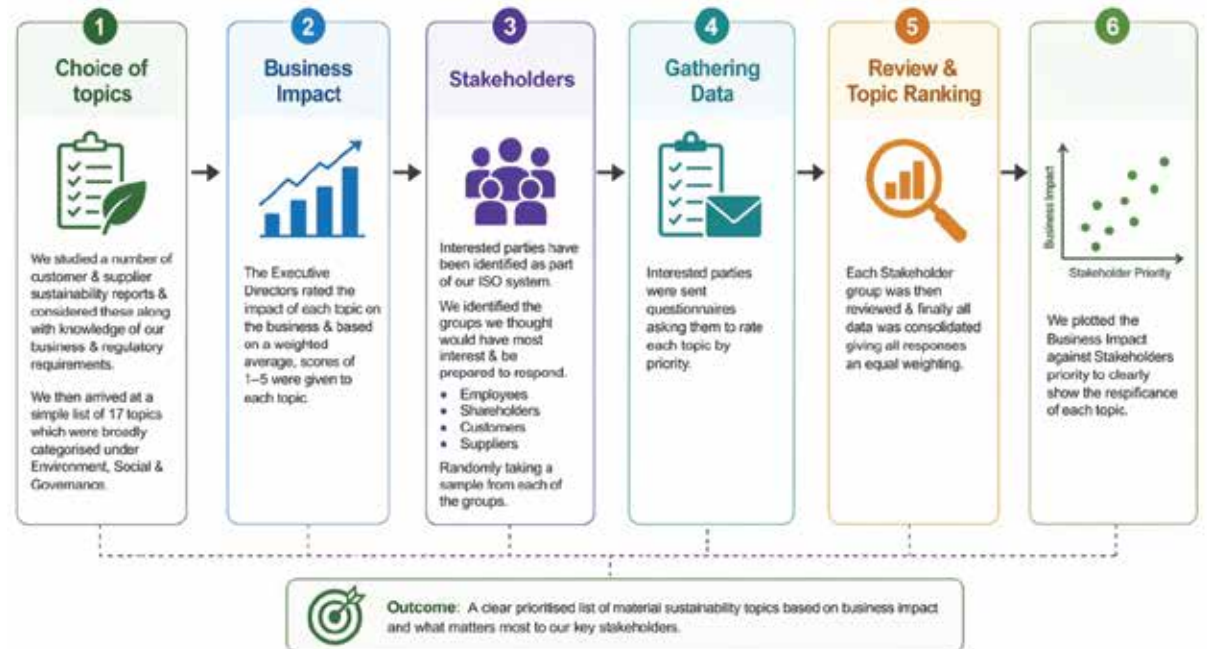 1
Choice of
topics
We studied a number of
customer & supplier
sustainability reports &
considered these along
with knowledge of our
business & regulatory
requirements.
We then arrived at a
simple list of 17 topics
which were broadly
categorised under
Environment, Social &
Governance.
2
Business
Impact
The Executive
Directors rated the
impact of each topic on
the business & based
on a weighted
average, scores of
1–5 were given to
each topic.
3
Stakeholders
Interested parties have
been identified as part
of our ISO system.
We identified the
groups we thought
would have most
interest & be
prepared to respond.
• Employees
• Shareholders
• Customers
• Suppliers
Randomly taking a
sample from each of
the groups.
4
Gathering
Data
Interested parties
were sent
questionnaires
asking them to rate
each topic by
priority.
5
Review &
Topic Ranking
Each Stakeholder
group was then
reviewed & finally all
data was consolidated
giving all responses
an equal weighting.
6
Business Impact
Stakeholder Priority
We plotted the
Business Impact
against Stakeholders
priority to clearly
show the respificance
of each topic.
Outcome: A clear prioritised list of material sustainability topics based on business impact
and what matters most to our key stakeholders.